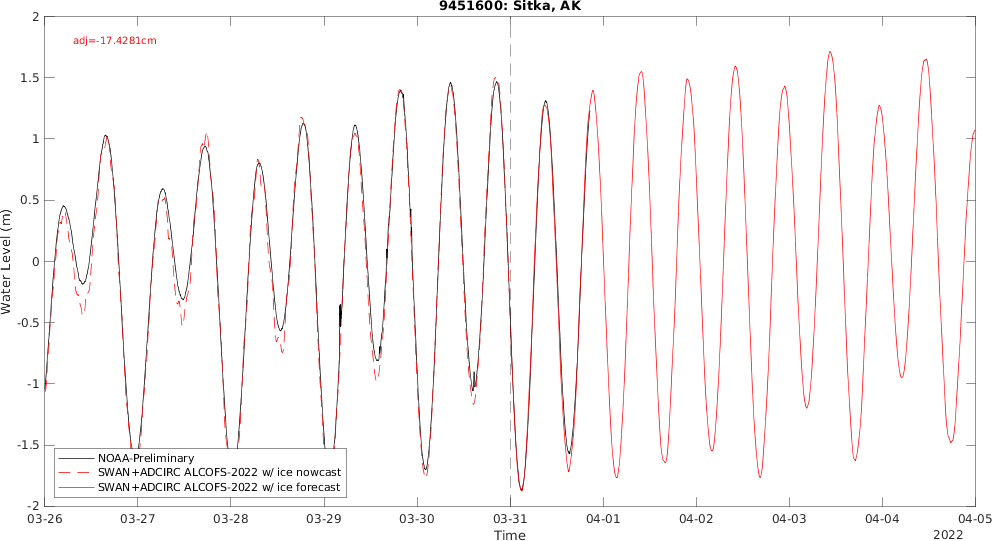 9451600: Sitka, AK
adj=-17.4281cm
Water Level (m)
2
1.5
1
0.5
0
-0.5
-1
-1.5
-2
NOAA-Preliminary
SWAN+ADCIRC ALCOFS-2022 w/ ice nowcast
SWAN+ADCIRC ALCOFS-2022 w/ ice forecast
03-26 03-27 03-28 03-29 03-30 03-31 04-01 04-02 04-03 04-04 04-05
Time
2022